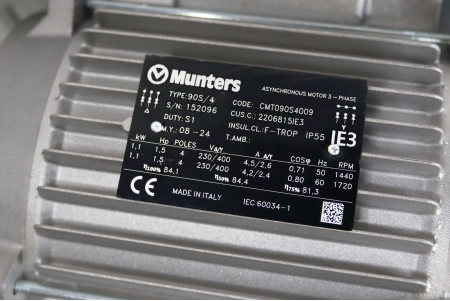 Munters
ASYNCHRONOUS MOTOR 3 - PHASE
TYPE: 90S/4 CODE: CMT090S4009
S/N: 152096 CUS.C.: 2206815IE3
DUTY: S1 INSUL.CL.: F-TROP IP55
M.Y.: 08-24 T.AMB.: IE3
kW Hp POLES V△/Y A △/Y COSφ Hz RPM
1,1 1,5 4 230/400 4,5/2,6 0,71 50 1440
1,1 1,5 4 230/400 4,2/2,4 0,80 60 1720
η100% 84,1 η50% 84,4 η75% 81,3
CE MADE IN ITALY IEC 60034-1